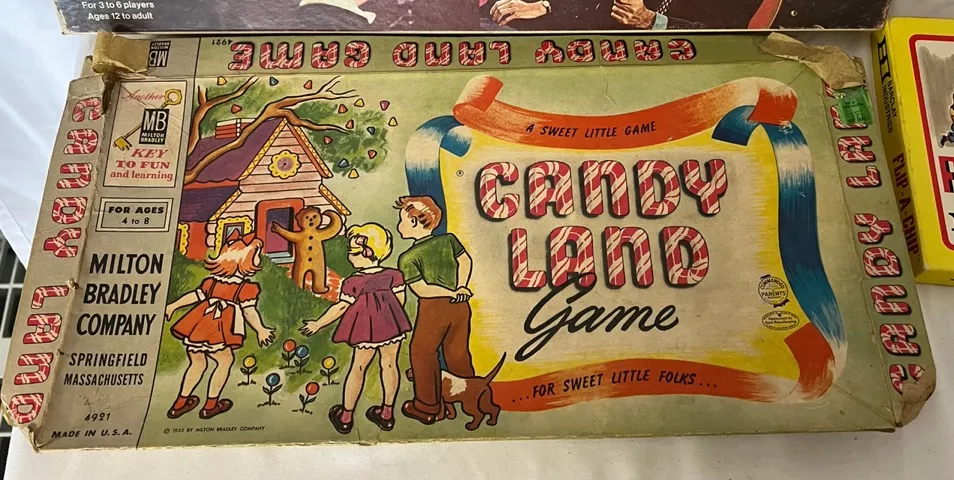 For 3 to 6 players
Ages 12 to adult
4921 CANDY LAND GAME
MB
MILTON
BRADLEY
CANDY LAND
Another
MB
MILTON
BRADLEY
KEY
TO FUN
and learning
FOR AGES
4 to 8
MILTON
BRADLEY
COMPANY
SPRINGFIELD
MASSACHUSETTS
4921
MADE IN U.S.A.
A SWEET LITTLE GAME
®
CANDY
LAND
Game
PARENTS'
...FOR SWEET LITTLE FOLKS...
© 1955 BY MILTON BRADLEY COMPANY
CANDY LAND
FLIP-A-CHIP